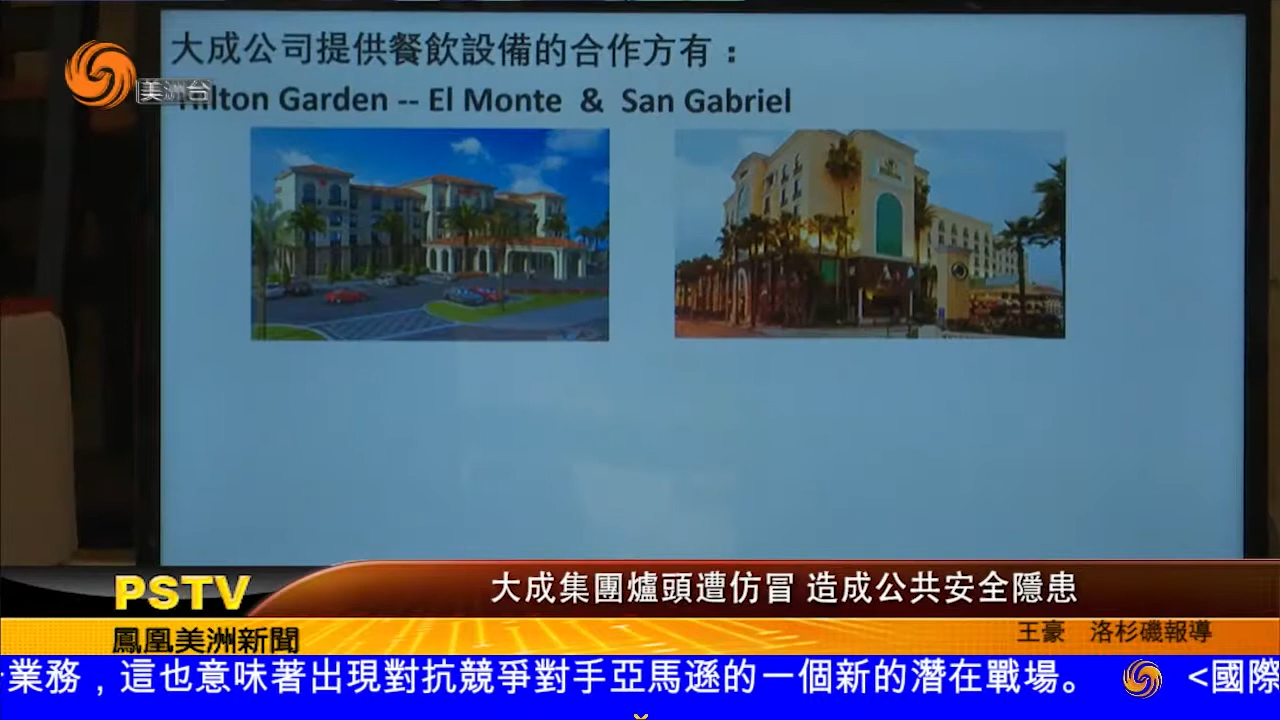 大成公司提供餐飲設備的合作方有：
美洲台
Hilton Garden -- El Monte & San Gabriel
PSTV
大成集團爐頭遭仿冒 造成公共安全隱患
鳳凰美洲新聞
王豪 洛杉磯報導
業務，這也意味著出現對抗競爭對手亞馬遜的一個新的潛在戰場。 <國際